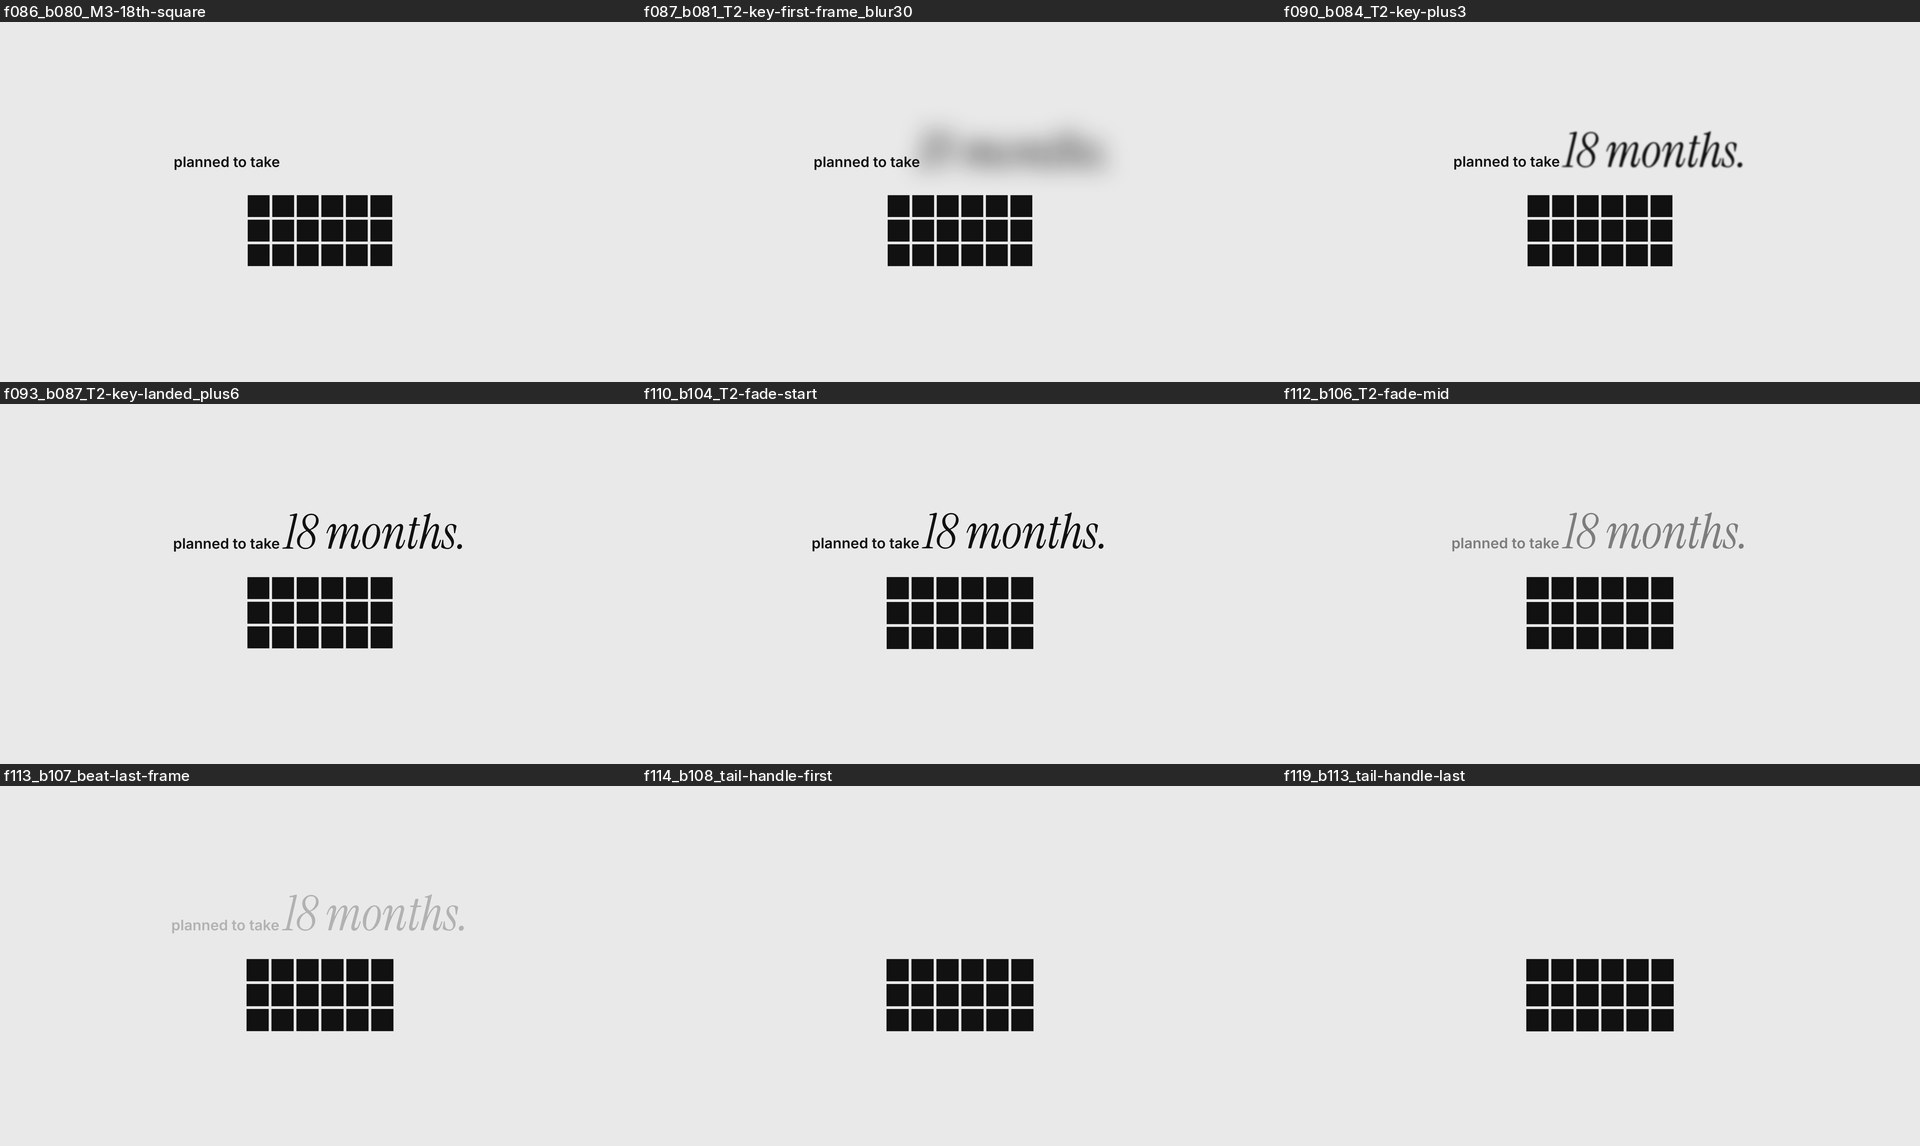 f086_b080_M3-18th-square
f087_b081_T2-key-first-frame_blur30
f090_b084_T2-key-plus3
planned to take
planned to take 18 months.
planned to take 18 months.
f093_b087_T2-key-landed_plus6
f110_b104_T2-fade-start
f112_b106_T2-fade-mid
planned to take 18 months.
planned to take 18 months.
planned to take 18 months.
f113_b107_beat-last-frame
f114_b108_tail-handle-first
f119_b113_tail-handle-last
planned to take 18 months.